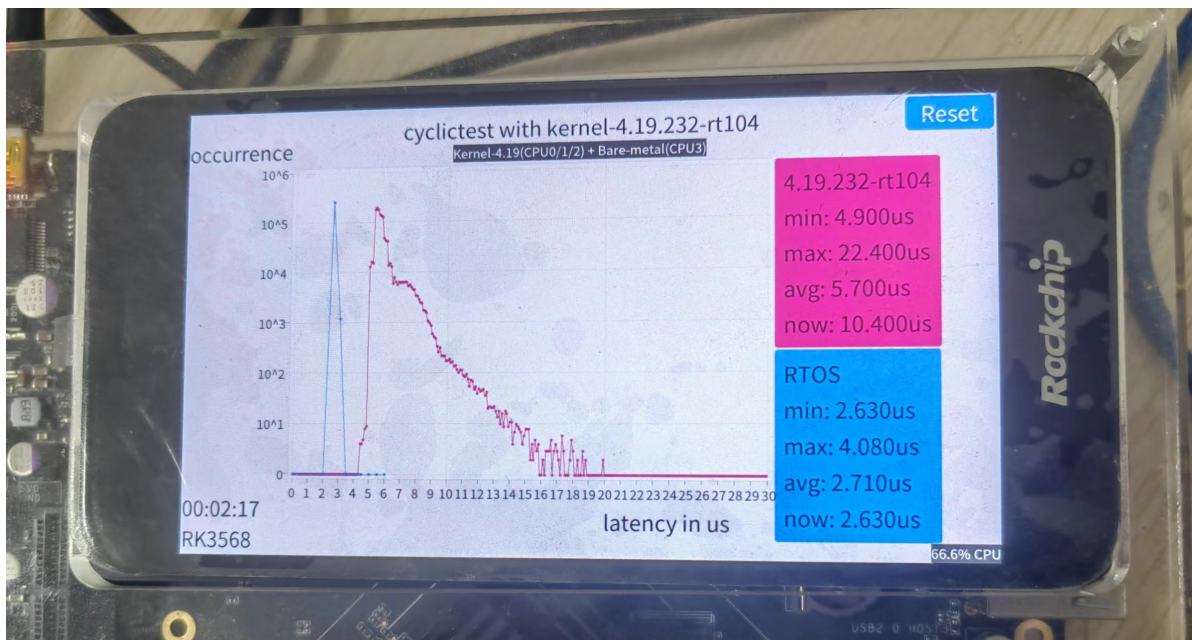 Reset
cyclictest with kernel-4.19.232-rt104
Kernel-4.19(CPU0/1/2) + Bare-metal(CPU3)
occurrence
10^6
10^5
10^4
10^3
10^2
10^1
0
0 1 2 3 4 5 6 7 8 9 10 11 12 13 14 15 16 17 18 19 20 21 22 23 24 25 26 27 28 29 30
latency in us
00:02:17
RK3568
4.19.232-rt104
min: 4.900us
max: 22.400us
avg: 5.700us
now: 10.400us
RTOS
min: 2.630us
max: 4.080us
avg: 2.710us
now: 2.630us
66.6% CPU
Rockchip
USB2 0 HOST